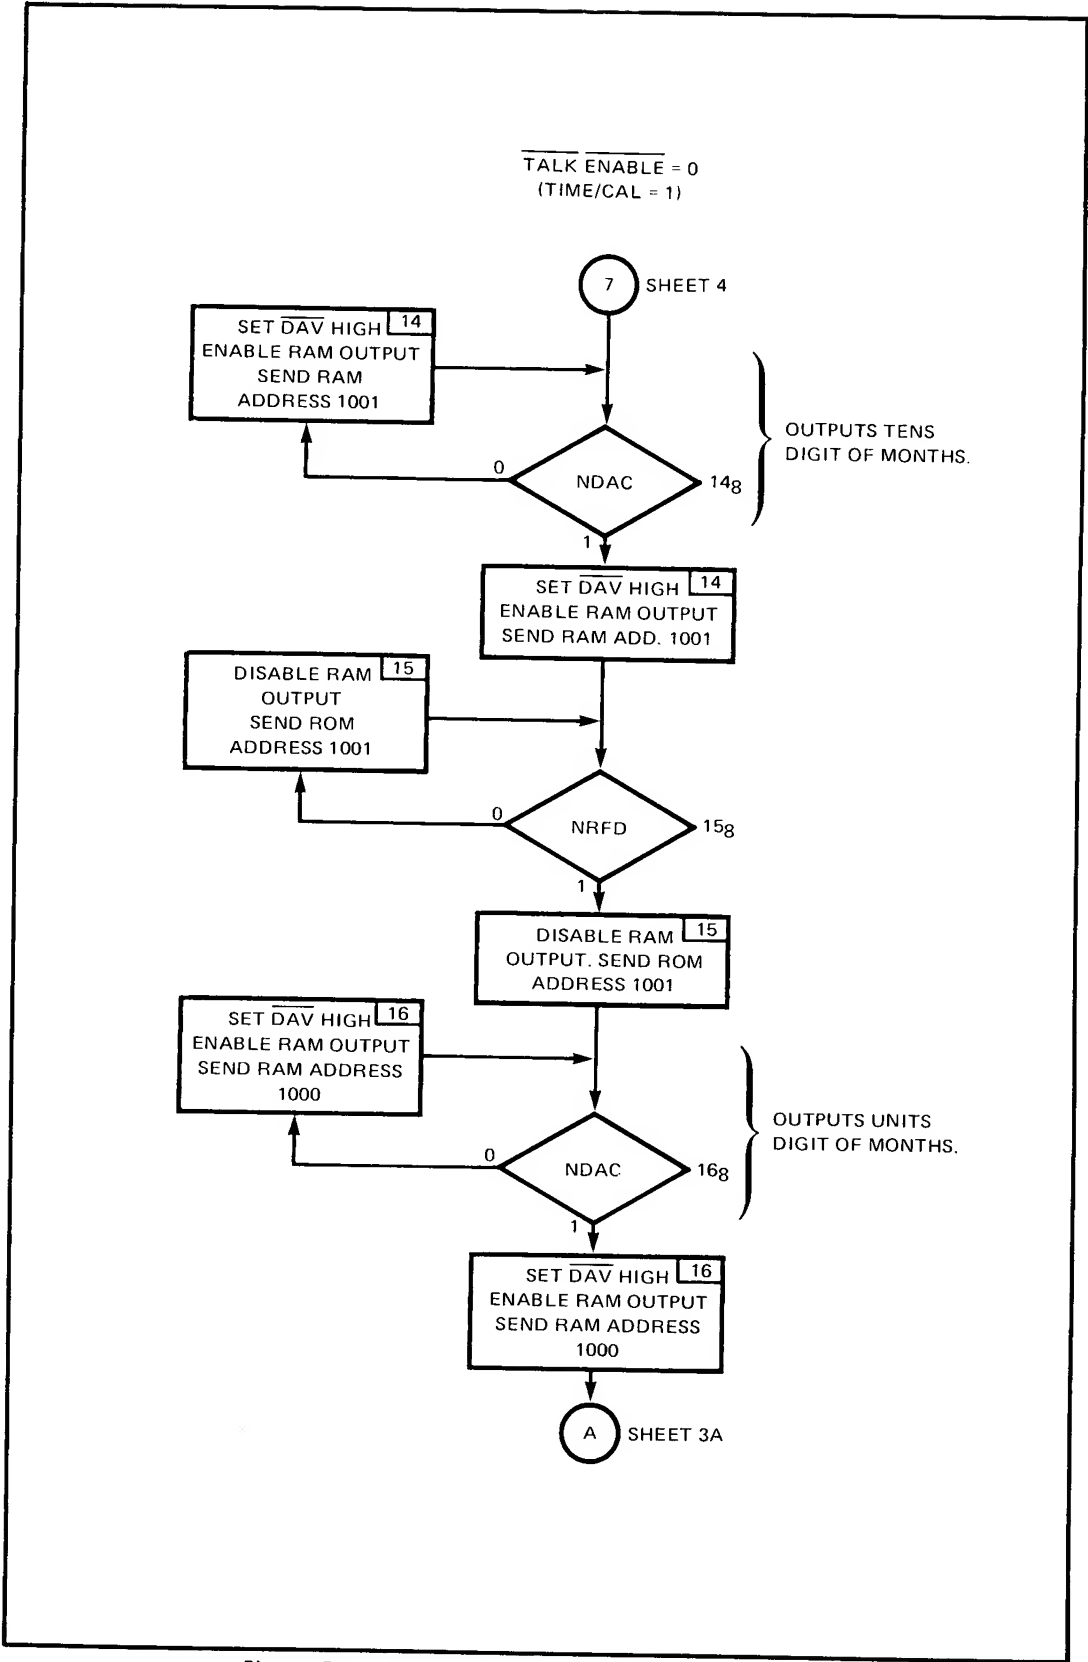 TALK ENABLE = 0
(TIME/CAL = 1)
7 SHEET 4
SET DAV HIGH 14
ENABLE RAM OUTPUT
SEND RAM
ADDRESS 1001
OUTPUTS TENS
DIGIT OF MONTHS.
0
NDAC
14₈
1
SET DAV HIGH 14
ENABLE RAM OUTPUT
SEND RAM ADD. 1001
DISABLE RAM 15
OUTPUT
SEND ROM
ADDRESS 1001
0
NRFD
15₈
1
DISABLE RAM 15
OUTPUT. SEND ROM
ADDRESS 1001
SET DAV HIGH 16
ENABLE RAM OUTPUT
SEND RAM ADDRESS
1000
OUTPUTS UNITS
DIGIT OF MONTHS.
0
NDAC
16₈
1
SET DAV HIGH 16
ENABLE RAM OUTPUT
SEND RAM ADDRESS
1000
A SHEET 3A